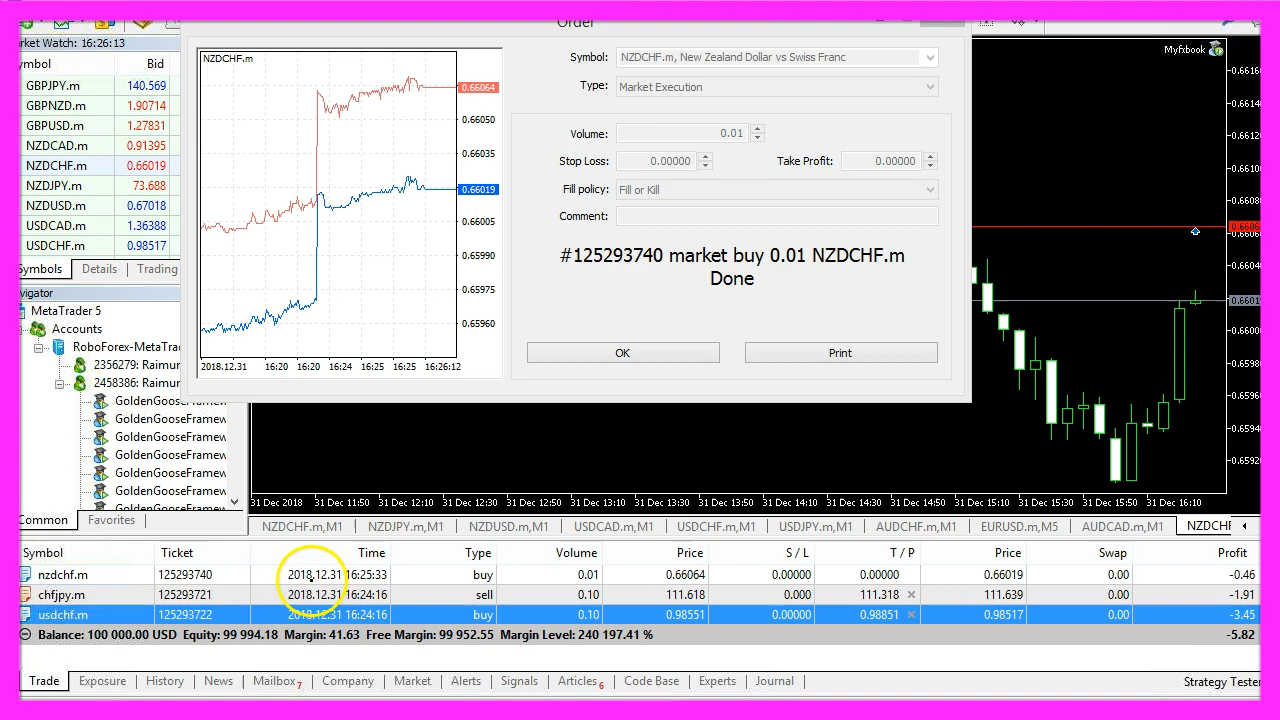 Order
arket Watch: 16:26:13
ymbol Bid
GBPJPY.m 140.569
GBPNZD.m 1.90714
GBPUSD.m 1.27831
NZDCAD.m 0.91395
NZDCHF.m 0.66019
NZDJPY.m 73.688
NZDUSD.m 0.67018
USDCAD.m 1.36388
USDCHF.m 0.98517
ymbols Details Trading
avigator
MetaTrader 5
Accounts
RoboForex-MetaTra
2356279: Raimun
2458386: Raimun
GoldenGooseFramew
GoldenGooseFramew
GoldenGooseFramew
GoldenGooseFramew
GoldenGooseFramew
GoldenGooseFramew
GoldenGooseFramew
Common Favorites
NZDCHF.m
0.66064
0.66050
0.66035
0.66019
0.66005
0.65990
0.65975
0.65960
2018.12.31 16:20 16:20 16:24 16:25 16:25 16:26:12
Symbol: NZDCHF.m, New Zealand Dollar vs Swiss Franc
Type: Market Execution
Volume: 0.01
Stop Loss: 0.00000 Take Profit: 0.00000
Fill policy: Fill or Kill
Comment:
#125293740 market buy 0.01 NZDCHF.m
Done
OK Print
Myfxbook
0.66160
0.66140
0.66120
0.66100
0.66080
0.66060
0.66040
0.66019
0.66000
0.65980
0.65960
0.65940
0.65920
31 Dec 2018 31 Dec 11:50 31 Dec 12:10 31 Dec 12:30 31 Dec 12:50 31 Dec 13:10 31 Dec 13:30 31 Dec 13:50 31 Dec 14:10 31 Dec 14:30 31 Dec 14:50 31 Dec 15:10 31 Dec 15:30 31 Dec 15:50 31 Dec 16:10
NZDCHF.m,M1 NZDJPY.m,M1 NZDUSD.m,M1 USDCAD.m,M1 USDCHF.m,M1 USDJPY.m,M1 AUDCHF.m,M1 EURUSD.m,M5 AUDCAD.m,M1 NZDCHF
Symbol Ticket Time Type Volume Price S / L T / P Price Swap Profit
nzdchf.m 125293740 2018.12.31 16:25:33 buy 0.01 0.66064 0.00000 0.00000 0.66019 0.00 -0.46
chfjpy.m 125293721 2018.12.31 16:24:16 sell 0.10 111.618 0.000 111.318 111.639 0.00 -1.91
usdchf.m 125293722 2018.12.31 16:24:16 buy 0.10 0.98551 0.00000 0.98851 0.98517 0.00 -3.45
Balance: 100 000.00 USD Equity: 99 994.18 Margin: 41.63 Free Margin: 99 952.55 Margin Level: 240 197.41 % -5.82
Trade Exposure History News Mailbox7 Company Market Alerts Signals Articles6 Code Base Experts Journal Strategy Tester